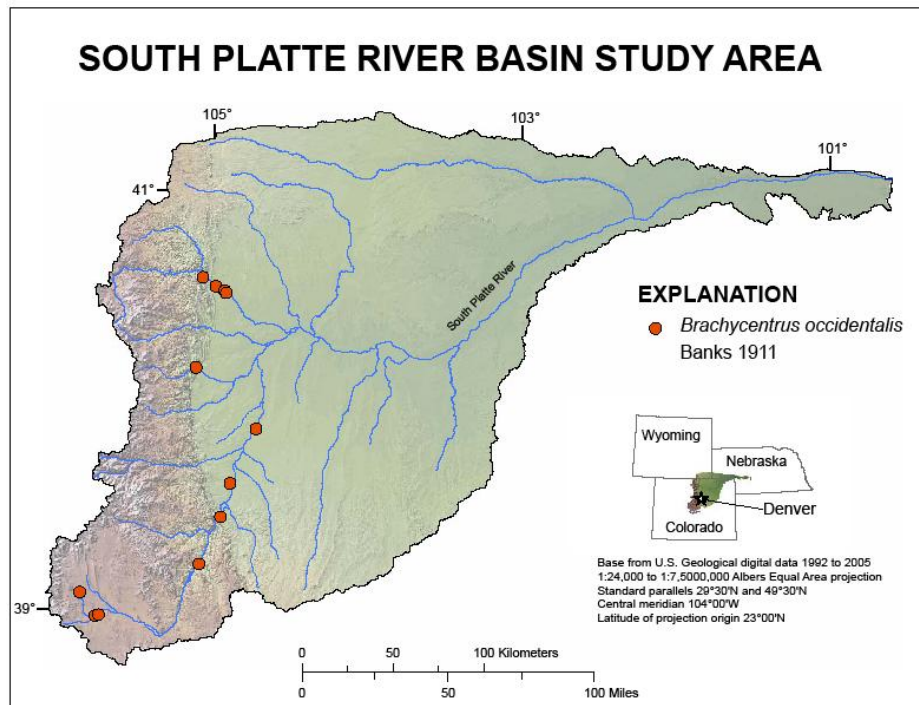 SOUTH PLATTE RIVER BASIN STUDY AREA
105°
103°
101°
41°
South Platte River
EXPLANATION
Brachycentrus occidentalis
Banks 1911
Wyoming
Nebraska
Denver
Colorado
Base from U.S. Geological digital data 1992 to 2005
1:24,000 to 1:7,5000,000 Albers Equal Area projection
Standard parallels 29°30'N and 49°30'N
Central meridian 104°00'W
Latitude of projection origin 23°00'N
39°
0 50 100 Kilometers
0 50 100 Miles